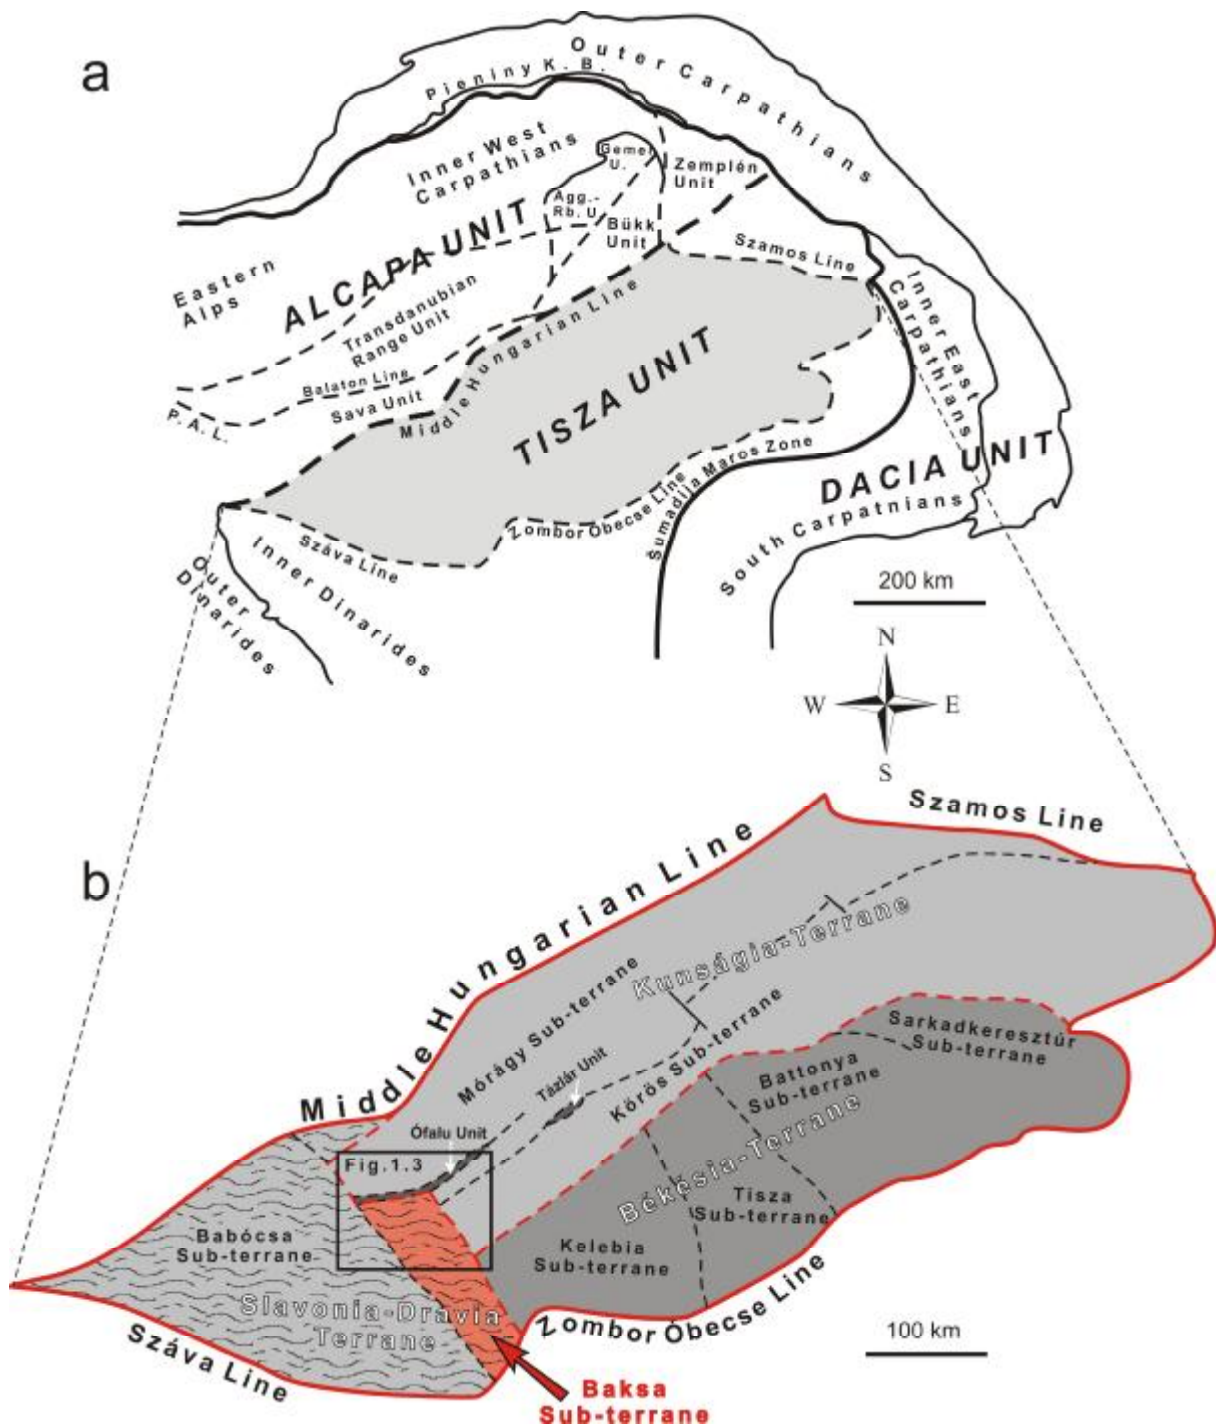 a
Outer Carpathians
Pieniny K. B.
Inner West
Carpathians
Gemer
U.
Zemplén
Unit
Agg.-
Rb. U.
Bükk
Unit
ALCAPA UNIT
Szamos Line
Eastern
Alps
Inner East
Carpathians
Transdanubian
Range Unit
Middle Hungarian Line
Balaton Line
Sava Unit
P. A. L.
TISZA UNIT
DACIA UNIT
South Carpatnians
Šumadija Maros Zone
Zombor Óbecse Line
Száva Line
Inner Dinarides
Outer
Dinarides
200 km
N
W
E
S
b
Szamos Line
Middle Hungarian Line
Kunságia-Terrane
Mórágy Sub-terrane
Tázlár Unit
Körös Sub-terrane
Sarkadkeresztúr
Sub-terrane
Battonya
Sub-terrane
Ófalu Unit
Fig.1.3
Békésia-Terrane
Tisza
Sub-terrane
Kelebia
Sub-terrane
Babócsa
Sub-terrane
Slavonia-Drávia
Terrane
Zombor Óbecse Line
Száva Line
100 km
Baksa
Sub-terrane